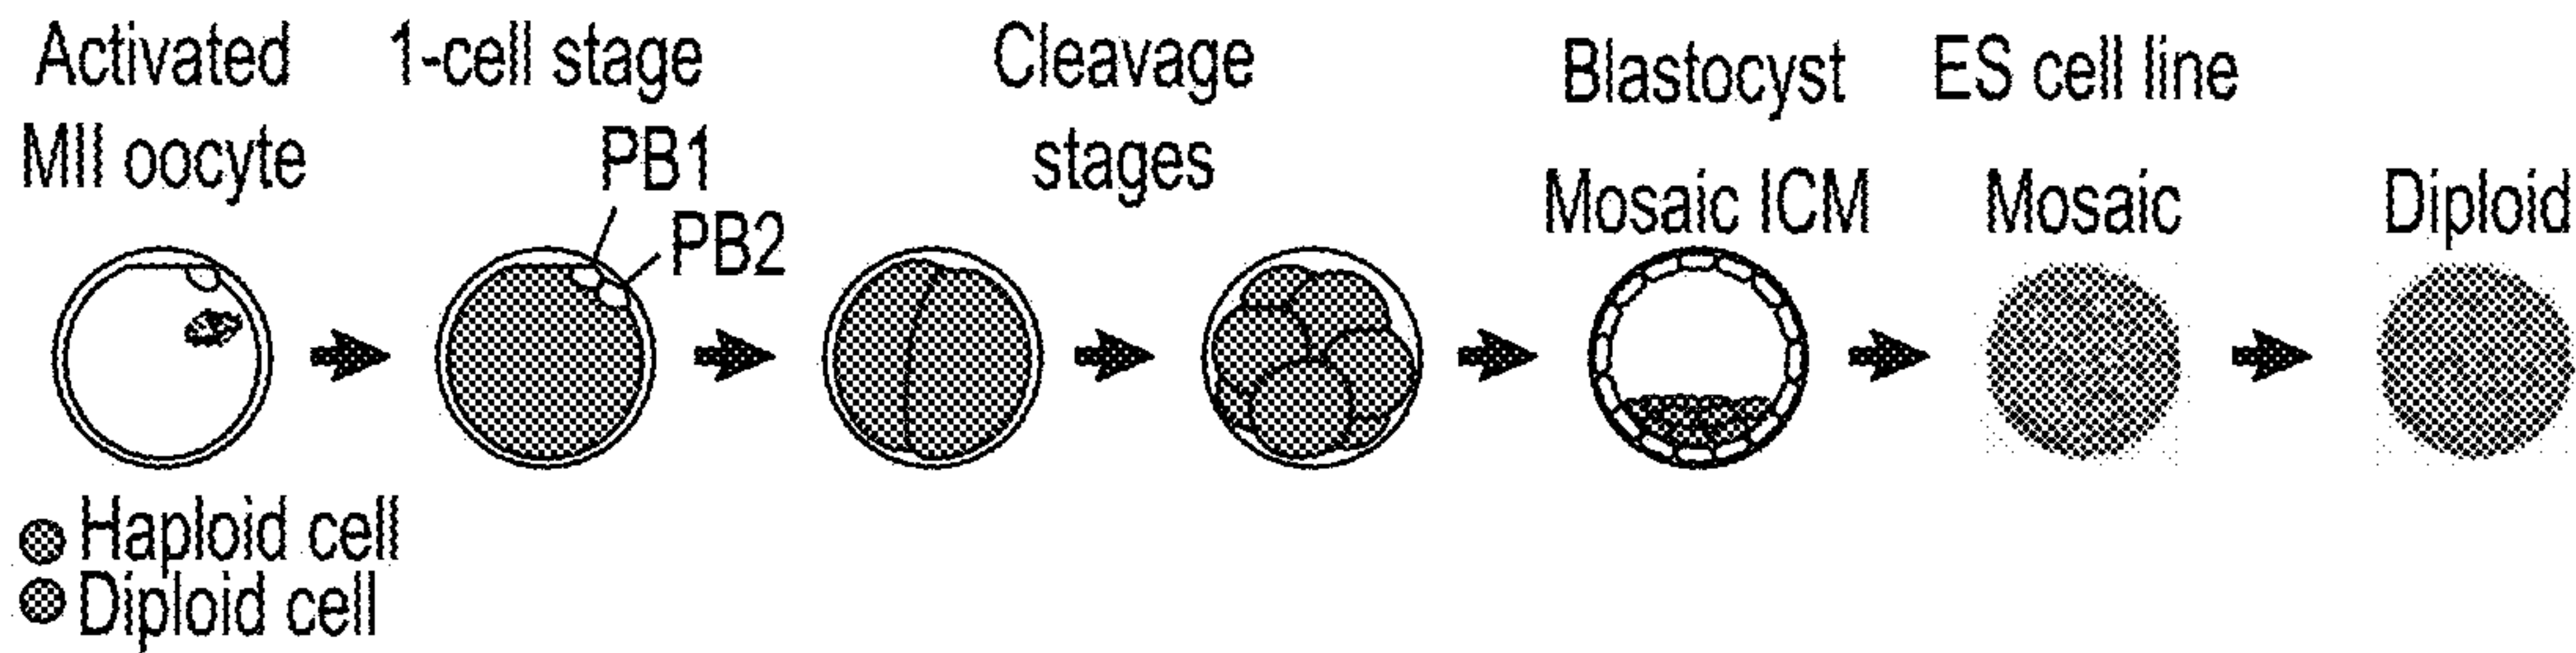 Activated
MII oocyte
1-cell stage
PB1
PB2
Cleavage
stages
Blastocyst
Mosaic ICM
ES cell line
Mosaic
Diploid
Haploid cell
Diploid cell